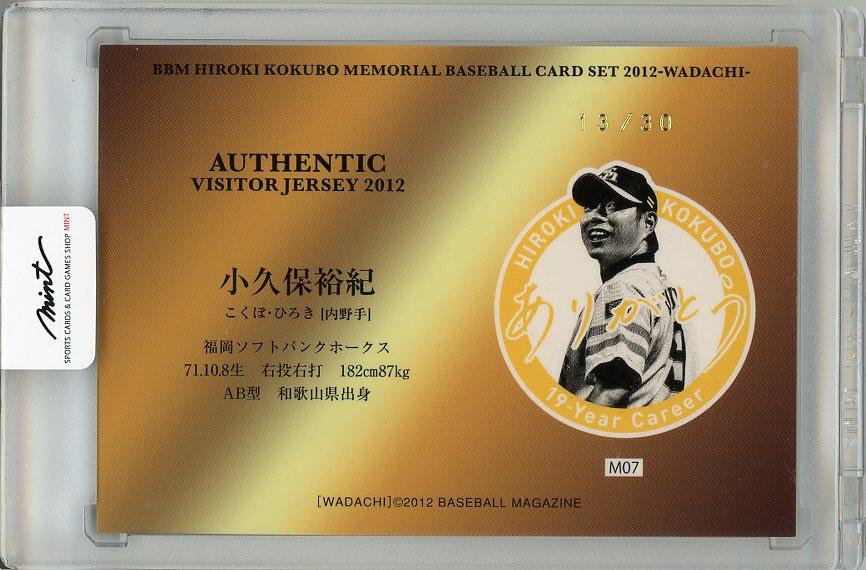 BBM HIROKI KOKUBO MEMORIAL BASEBALL CARD SET 2012-WADACHI-
13/30
AUTHENTIC
VISITOR JERSEY 2012
HIROKI KOKUBO
ありがとう
19-Year Career
小久保裕紀
こくぼ・ひろき [内野手]
福岡ソフトバンクホークス
71.10.8生 右投右打 182cm87kg
AB型 和歌山県出身
M07
[WADACHI]©2012 BASEBALL MAGAZINE
mint
SPORTS CARDS & CARD GAMES SHOP MINT